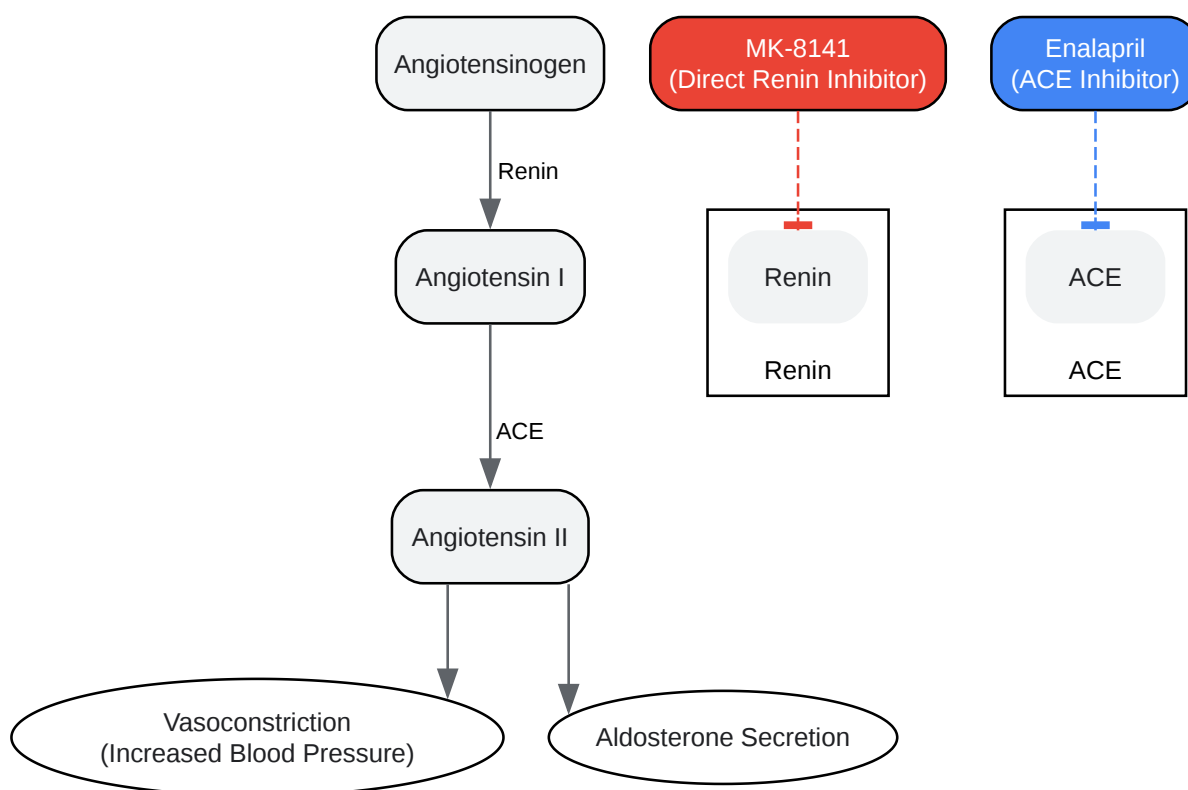 Angiotensinogen
MK-8141
(Direct Renin Inhibitor)
Enalapril
(ACE Inhibitor)
Renin
Angiotensin I
Renin
Renin
ACE
ACE
ACE
Angiotensin II
Vasoconstriction
(Increased Blood Pressure)
Aldosterone Secretion